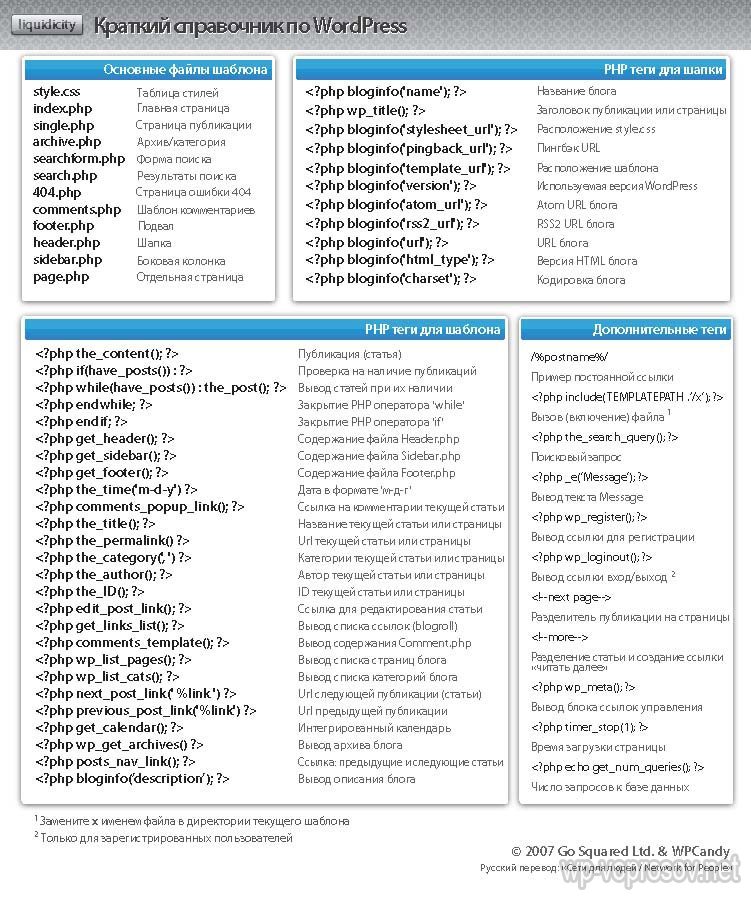 liquidicity
Краткий справочник по WordPress
Основные файлы шаблона
style.css Таблица стилей
index.php Главная страница
single.php Страница публикации
archive.php Архив/категория
searchform.php Форма поиска
search.php Результаты поиска
404.php Страница ошибки 404
comments.php Шаблон комментариев
footer.php Подвал
header.php Шапка
sidebar.php Боковая колонка
page.php Отдельная страница
PHP теги для шапки
<?php bloginfo('name'); ?> Название блога
<?php wp_title(); ?> Заголовок публикации или страницы
<?php bloginfo('stylesheet_url'); ?> Расположение style.css
<?php bloginfo('pingback_url'); ?> Пингбэк URL
<?php bloginfo('template_url'); ?> Расположение шаблона
<?php bloginfo('version'); ?> Используемая версия WordPress
<?php bloginfo('atom_url'); ?> Atom URL блога
<?php bloginfo('rss2_url'); ?> RSS2 URL блога
<?php bloginfo('url'); ?> URL блога
<?php bloginfo('html_type'); ?> Версия HTML блога
<?php bloginfo('charset'); ?> Кодировка блога
PHP теги для шаблона
<?php the_content(); ?> Публикация (статья)
<?php if(have_posts()) : ?> Проверка на наличие публикаций
<?php while(have_posts()) : the_post(); ?> Вывод статей при их наличии
<?php endwhile; ?> Закрытие PHP оператора 'while'
<?php endif; ?> Закрытие PHP оператора 'if'
<?php get_header(); ?> Содержание файла Header.php
<?php get_sidebar(); ?> Содержание файла Sidebar.php
<?php get_footer(); ?> Содержание файла Footer.php
<?php the_time('m-d-y') ?> Дата в формате 'м-д-г'
<?php comments_popup_link(); ?> Ссылка на комментарии текущей статьи
<?php the_title(); ?> Название текущей статьи или страницы
<?php the_permalink() ?> Url текущей статьи или страницы
<?php the_category(', ') ?> Категории текущей статьи или страницы
<?php the_author(); ?> Автор текущей статьи или страницы
<?php the_ID(); ?> ID текущей статьи или страницы
<?php edit_post_link(); ?> Ссылка для редактирования статьи
<?php get_links_list(); ?> Вывод списка ссылок (blogroll)
<?php comments_template(); ?> Вывод содержания Comment.php
<?php wp_list_pages(); ?> Вывод списка страниц блога
<?php wp_list_cats(); ?> Вывод списка категорий блога
<?php next_post_link(' %link ') ?> Url следующей публикации (статьи)
<?php previous_post_link('%link') ?> Url предыдущей публикации
<?php get_calendar(); ?> Интегрированный календарь
<?php wp_get_archives() ?> Вывод архива блога
<?php posts_nav_link(); ?> Ссылка: предыдущие и следующие статьи
<?php bloginfo('description'); ?> Вывод описания блога
Дополнительные теги
/%postname%/
Пример постоянной ссылки
<?php include(TEMPLATEPATH . '/x'); ?>
Вызов (включение) файла 1
<?php the_search_query(); ?>
Поисковый запрос
<?php _e('Message'); ?>
Вывод текста Message
<?php wp_register(); ?>
Вывод ссылки для регистрации
<?php wp_loginout(); ?>
Вывод ссылки вход/выход 2
<!--next page-->
Разделитель публикации на страницы
<!--more-->
Разделение статьи и создание ссылки
«читать далее»
<?php wp_meta(); ?>
Вывод блока ссылок управления
<?php timer_stop(1); ?>
Время загрузки страницы
<?php echo get_num_queries(); ?>
Число запросов к базе данных
1 Замените x именем файла в директории текущего шаблона
2 Только для зарегистрированных пользователей
© 2007 Go Squared Ltd. & WPCandy
Русский перевод: «Сети для людей / Network for People»
wp-voprosov.net